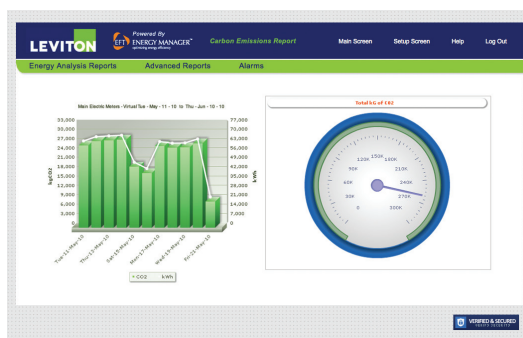 LEVITON
Powered By
EFT ENERGY MANAGER
optimizing energy efficiency
Carbon Emissions Report
Main Screen Setup Screen Help Log Out
Energy Analysis Reports Advanced Reports Alarms
Main Electric Meters - Virtual Tue - May - 11 - 10 to Thu - Jun - 10 - 10
33,000
30,000
27,000
24,000
21,000
18,000
15,000
12,000
9,000
6,000
3,000
0
kgCO2
77,000
70,000
63,000
56,000
49,000
42,000
35,000
28,000
21,000
14,000
7,000
0
kWh
Tue-11-May-10
Thu-13-May-10
Sat-15-May-10
Mon-17-May-10
Wed-19-May-10
Fri-21-May-10
CO2 kWh
Total kG of CO2
0
30K
60K
90K
120K
150K
180K
210K
240K
270K
300K
VERIFIED & SECURED